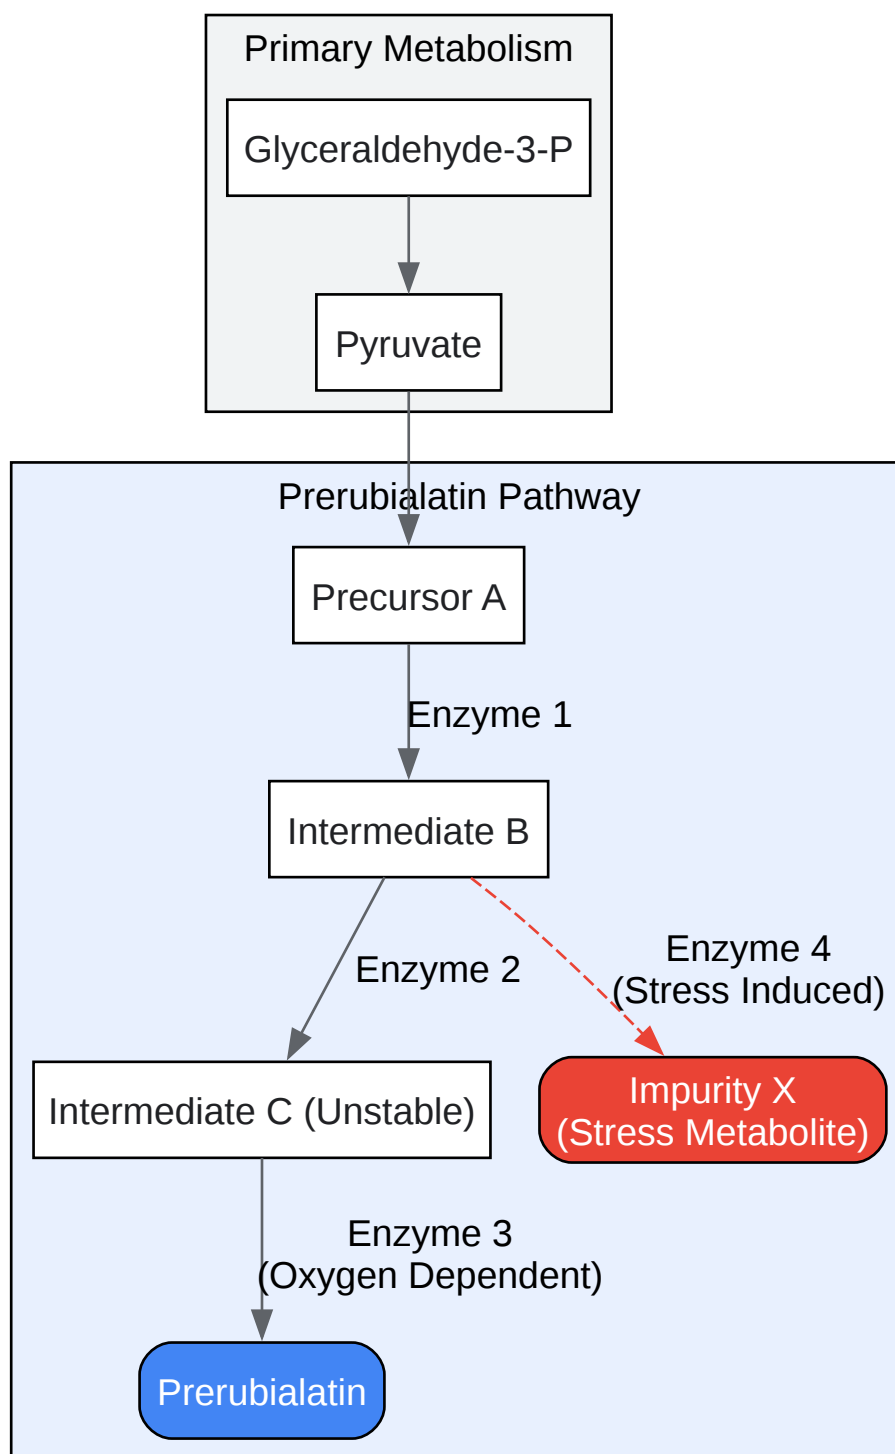 Primary Metabolism
Glyceraldehyde-3-P
Pyruvate
Prerubialatin Pathway
Precursor A
Enzyme 1
Intermediate B
Enzyme 2
Enzyme 4
(Stress Induced)
Intermediate C (Unstable)
Impurity X
(Stress Metabolite)
Enzyme 3
(Oxygen Dependent)
Prerubialatin